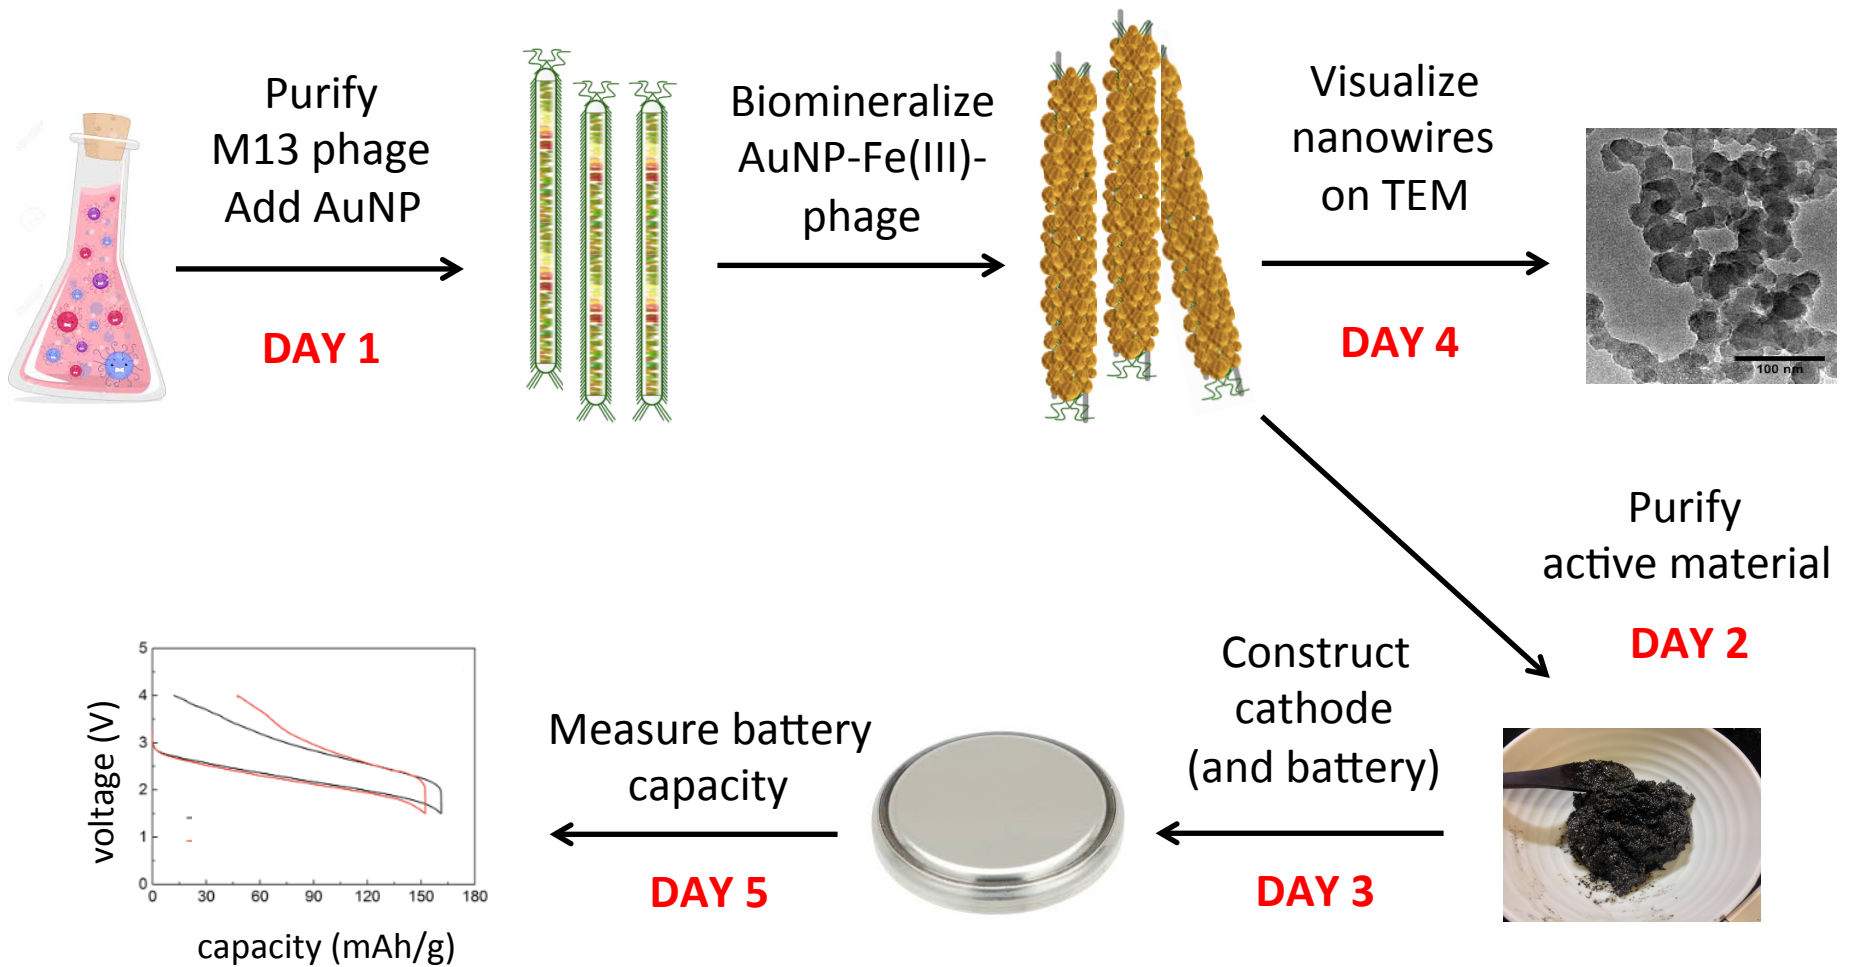 Purify
M13 phage
Add AuNP
DAY 1
Biomineralize
AuNP-Fe(III)-
phage
Visualize
nanowires
on TEM
DAY 4
100 nm
Purify
active material
DAY 2
Construct
cathode
(and battery)
DAY 3
Measure battery
capacity
DAY 5
voltage (V)
5
4
3
2
1
0
0 30 60 90 120 150 180
capacity (mAh/g)